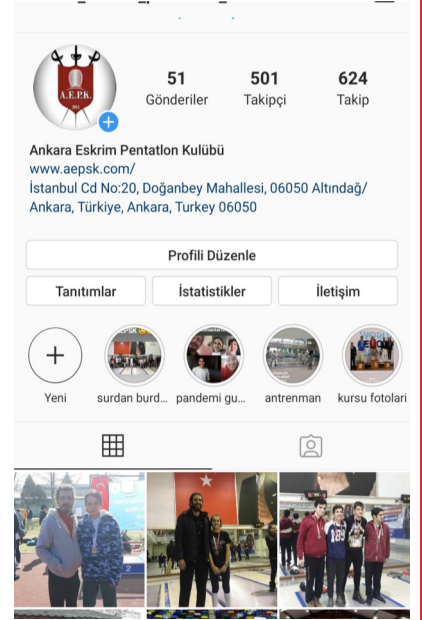 51 501 624
Gönderiler Takipçi Takip
A.E.P.K.
Ankara Eskrim Pentatlon Kulübü
www.aepsk.com/
İstanbul Cd No:20, Doğanbey Mahallesi, 06050 Altındağ/
Ankara, Türkiye, Ankara, Turkey 06050
Profili Düzenle
Tanıtımlar İstatistikler İletişim
Yeni surdan burd... pandemi gu... antrenman kursu fotolari